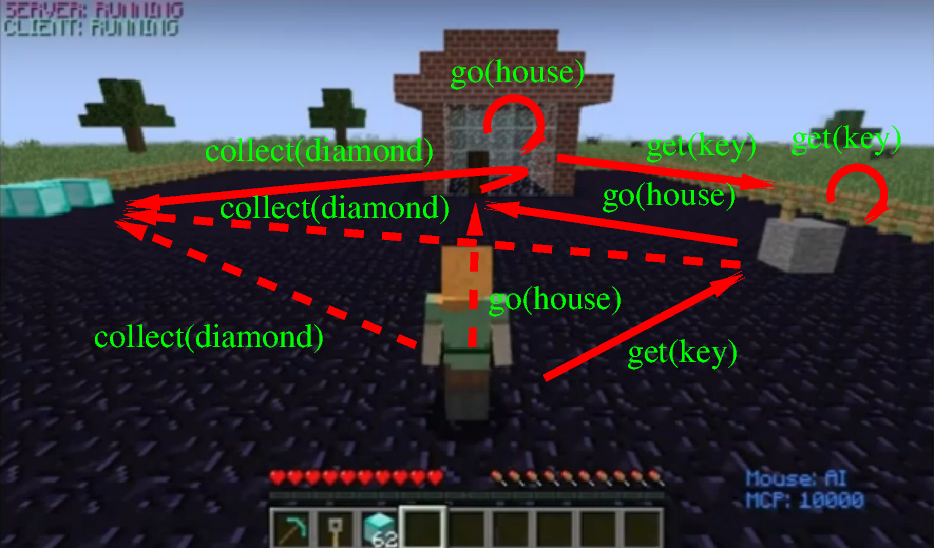 SERVER: RUNNING
CLIENT: RUNNING
go(house)
collect(diamond)
get(key)
get(key)
collect(diamond)
go(house)
go(house)
collect(diamond)
get(key)
Mouse: AI
MCP: 10000
62